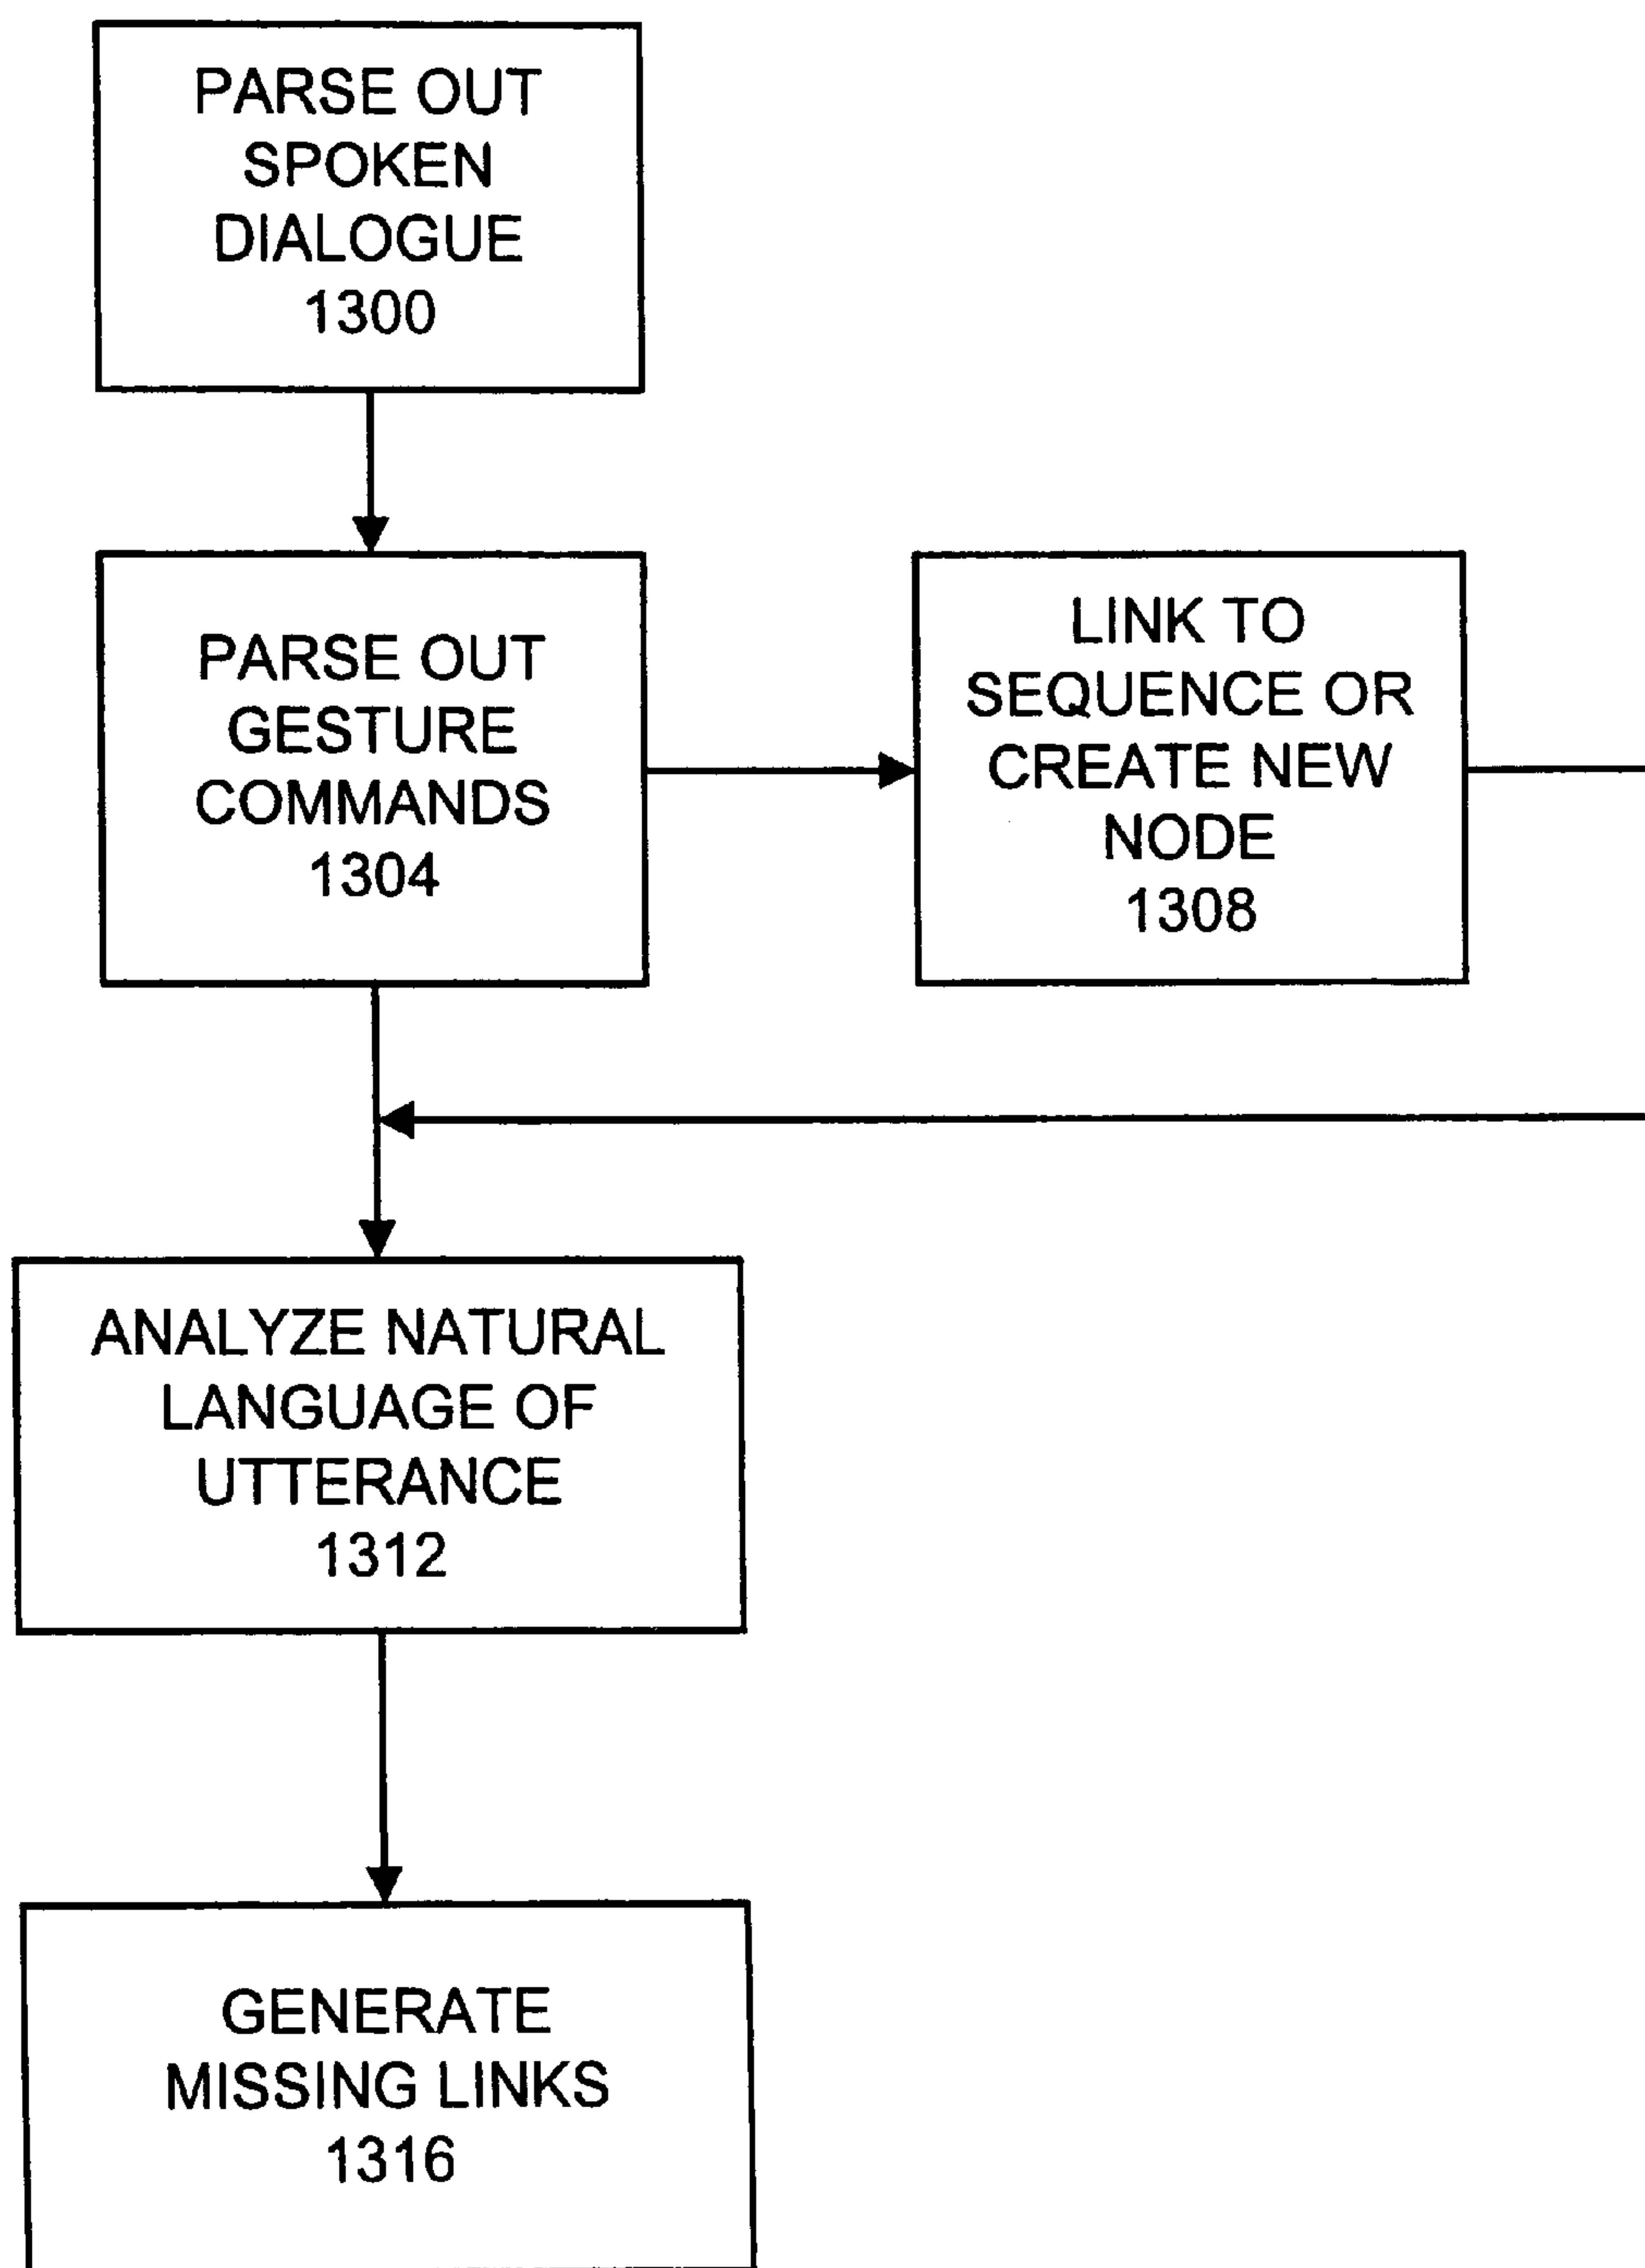 PARSE OUT
SPOKEN
DIALOGUE
1300
PARSE OUT
GESTURE
COMMANDS
1304
LINK TO
SEQUENCE OR
CREATE NEW
NODE
1308
ANALYZE NATURAL
LANGUAGE OF
UTTERANCE
1312
GENERATE
MISSING LINKS
1316